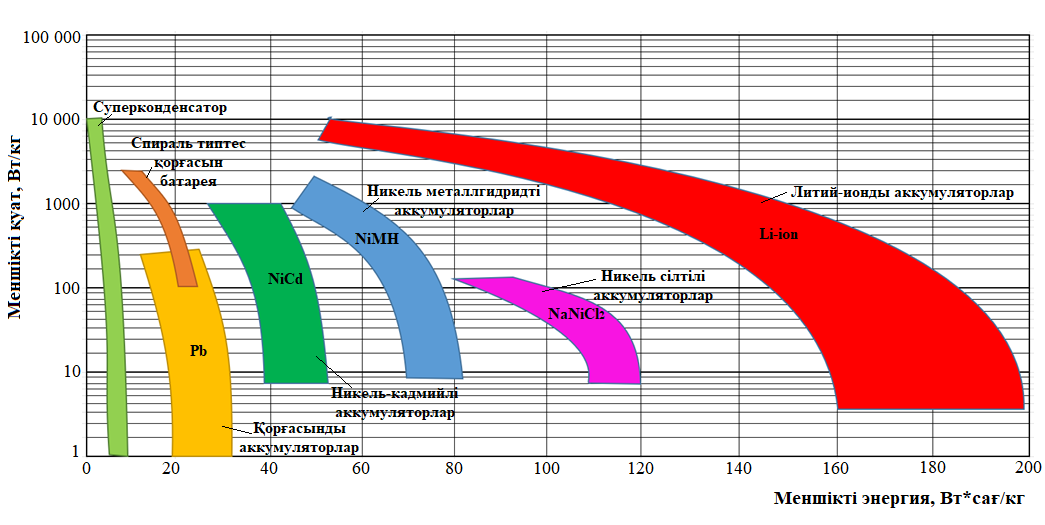 100 000
10 000
1000
100
10
1
Меншікті қуат, Вт/кг
Суперконденсатор
Спираль типтес
қорғасын
батарея
Никель металлгидридті
аккумуляторлар
NiMH
Литий-ионды аккумуляторлар
Li-ion
NiCd
Никель сілтілі
аккумуляторлар
NaNiCl2
Pb
Никель-кадмийлі
аккумуляторлар
Қорғасынды
аккумуляторлар
0 20 40 60 80 100 120 140 160 180 200
Меншікті энергия, Вт*сағ/кг